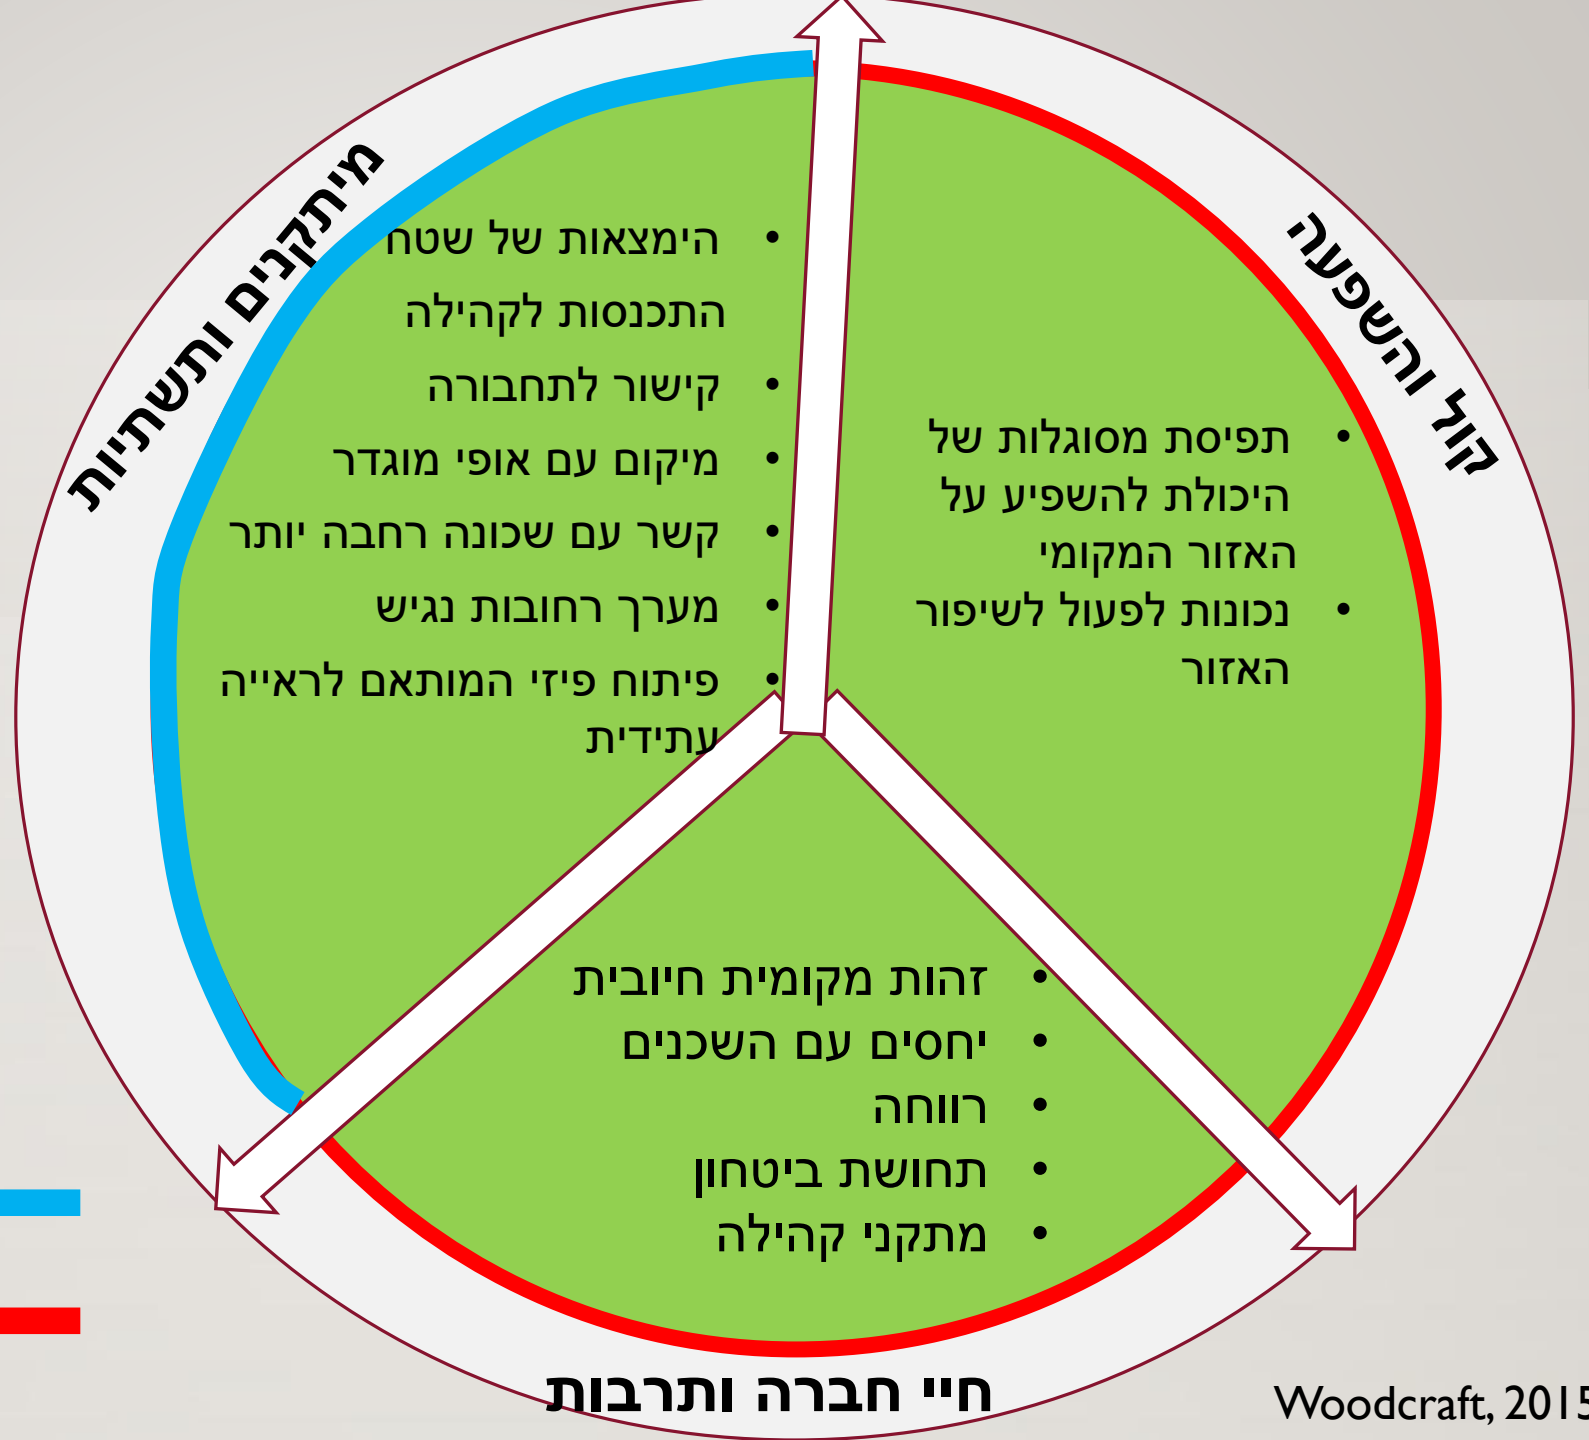 קול והשפעה
• תפיסת מסוגלות של
היכולת להשפיע על
האזור המקומי
• נכונות לפעול לשיפור
האזור
מיתקנים ותשתיות
• הימצאות של שטח
התכנסות לקהילה
• קישור לתחבורה
• מיקום עם אופי מוגדר
• קשר עם שכונה רחבה יותר
• מערך רחובות נגיש
• פיתוח פיזי המותאם לראייה
עתידית
• זהות מקומית חיובית
• יחסים עם השכנים
• רווחה
• תחושת ביטחון
• מתקני קהילה
חיי חברה ותרבות
Woodcraft, 2015